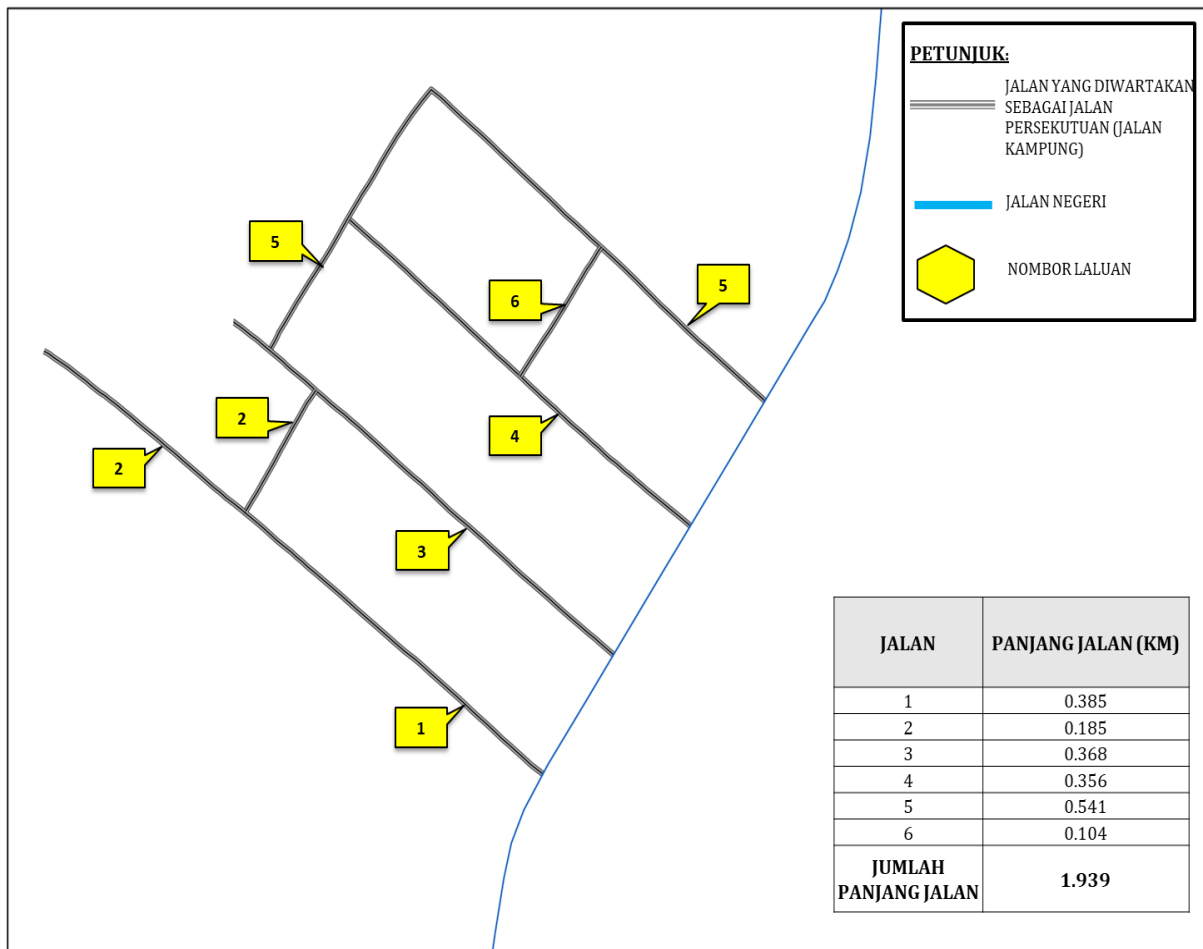 PETUNJUK:
JALAN YANG DIWARTAKAN
SEBAGAI JALAN
PERSEKUTUAN (JALAN
KAMPUNG)
JALAN NEGERI
NOMBOR LALUAN
5
6
5
2
4
2
3
1
JALAN PANJANG JALAN (KM)
1 0.385
2 0.185
3 0.368
4 0.356
5 0.541
6 0.104
JUMLAH
PANJANG JALAN 1.939